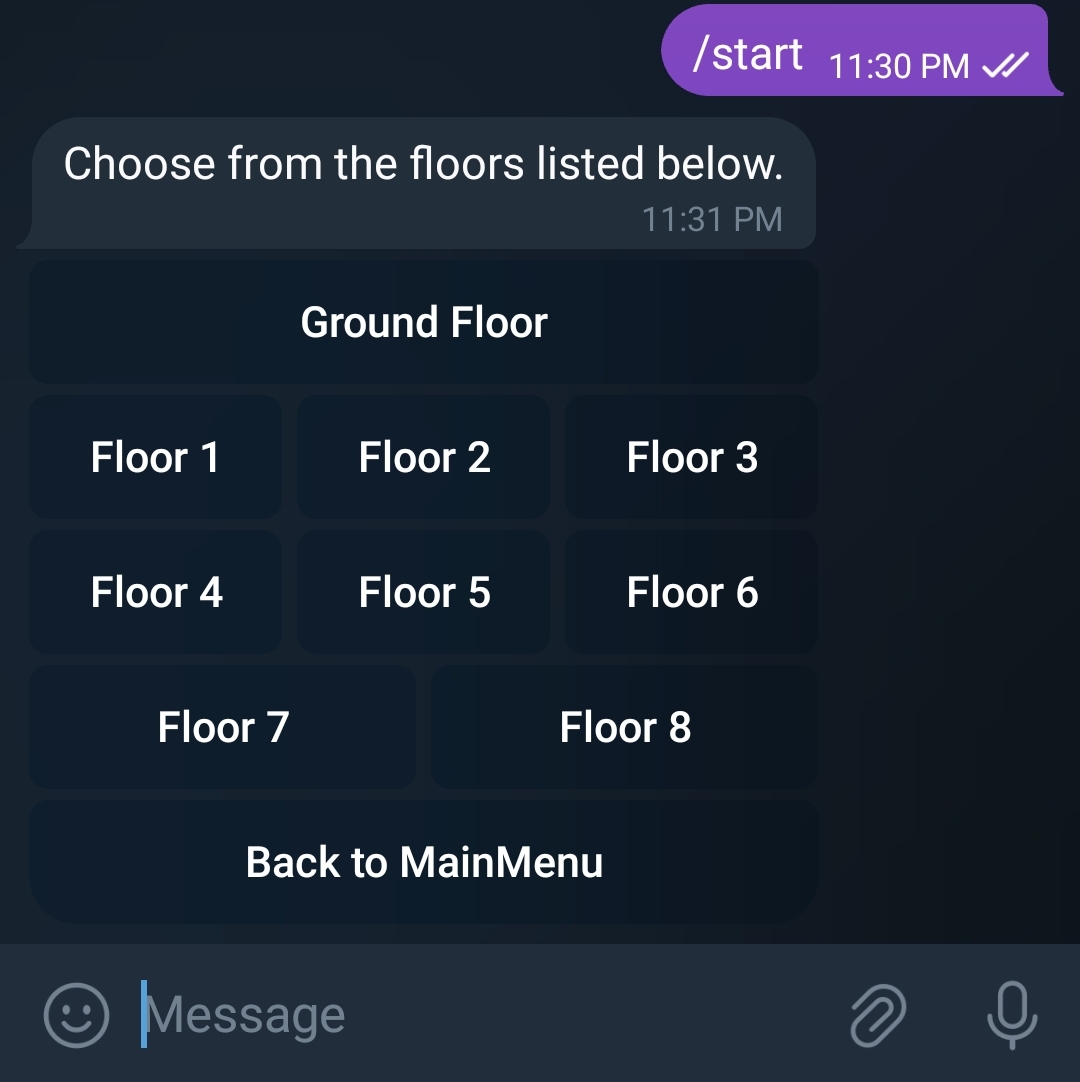 /start 11:30 PM
Choose from the floors listed below.
11:31 PM
Ground Floor
Floor 1 Floor 2 Floor 3
Floor 4 Floor 5 Floor 6
Floor 7 Floor 8
Back to MainMenu
Message